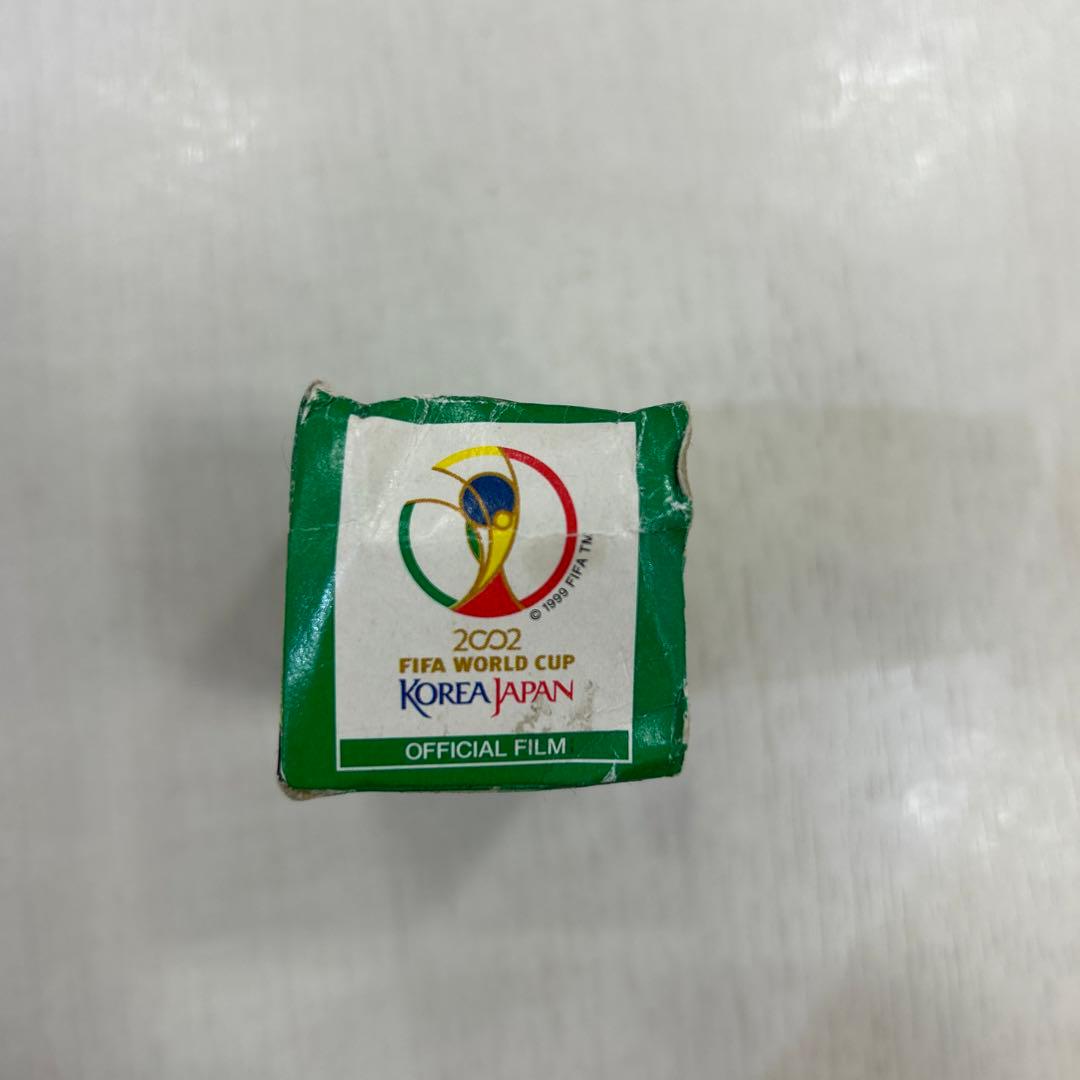 © 1999 FIFA TM
2002
FIFA WORLD CUP
KOREA JAPAN
OFFICIAL FILM